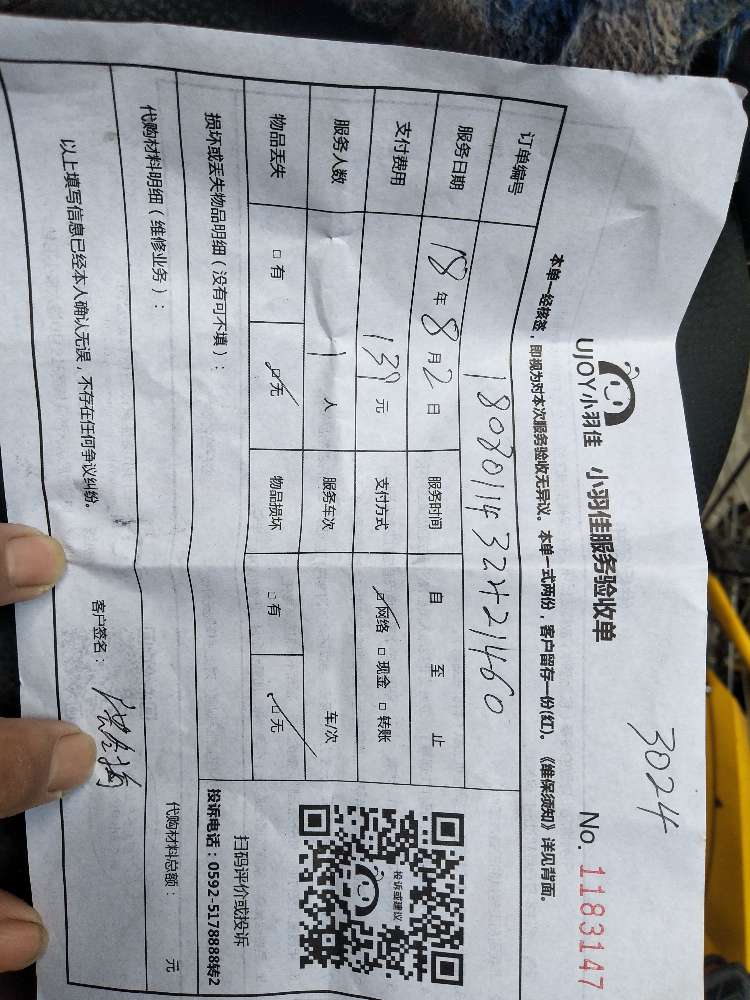 3024
UJOY小羽佳 小羽佳服务验收单 No. 1183147
本单一经核签，即视为对本次服务验收无异议。本单一式两份，客户留存一份(红)。《维保须知》详见背面。
订单编号
服务日期 18年8月2日 服务时间 自 至 止
支付费用 139元 支付方式 □网络 □现金 □转账
服务人数 1人 服务车次 车/次
物品丢失 □有 □无 物品损坏 □有 □无
损坏或丢失物品明细（没有可不填）：
投诉或建议
扫码评价或投诉
投诉电话：0592-5178888转2
代购材料明细（维修业务）： 代购材料总额： 元
以上填写信息已经本人确认无误，不存在任何争议纠纷。 客户签名：